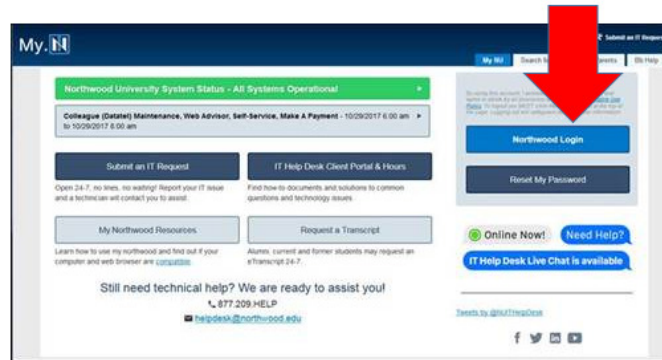 My.N
Submit an IT Request
My NU
Search
Parents
Bb Help
Northwood University System Status - All Systems Operational
Colleague (Datatel) Maintenance, Web Advisor, Self-Service, Make A Payment - 10/29/2017 6:00 am
to 10/29/2017 8:00 am
Northwood Login
Reset My Password
Submit an IT Request
IT Help Desk Client Portal & Hours
Open 24-7, no lines, no waiting! Report your IT issue
and a technician will contact you to assist.
Find how-to documents and solutions to common
questions and technology issues.
My Northwood Resources
Request a Transcript
Learn how to use my northwood and find out if your
computer and web browser are compatible.
Alumni, current and former students may request an
eTranscript 24-7.
Online Now!
Need Help?
IT Help Desk Live Chat is available
Still need technical help? We are ready to assist you!
877.209.HELP
helpdesk@northwood.edu
Tweets by @NUITHelpDesk